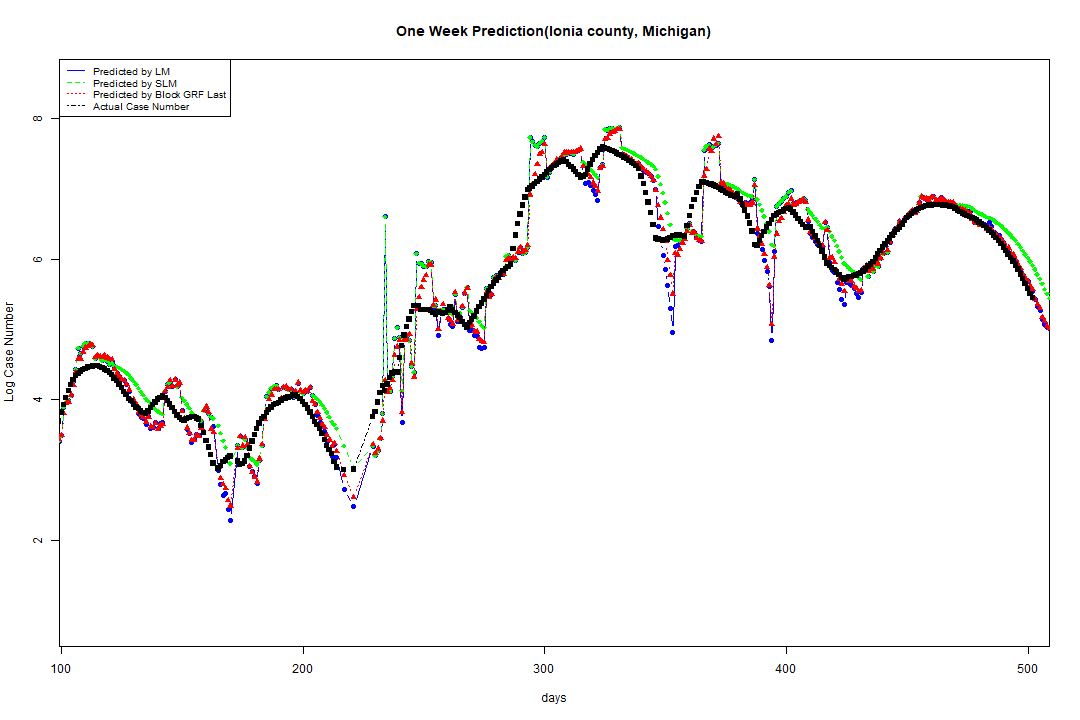 One Week Prediction(Ionia county, Michigan)
Predicted by LM
Predicted by SLM
Predicted by Block GRF Last
Actual Case Number
8
6
4
2
Log Case Number
100 200 300 400 500
days